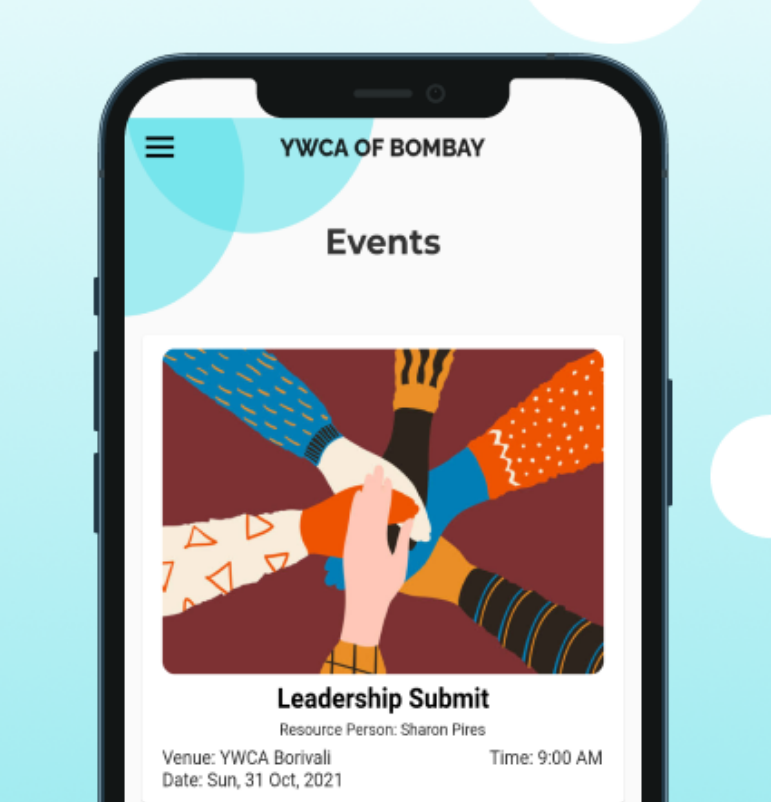 YWCA OF BOMBAY
Events
Leadership Submit
Resource Person: Sharon Pires
Venue: YWCA Borivali
Time: 9:00 AM
Date: Sun, 31 Oct, 2021